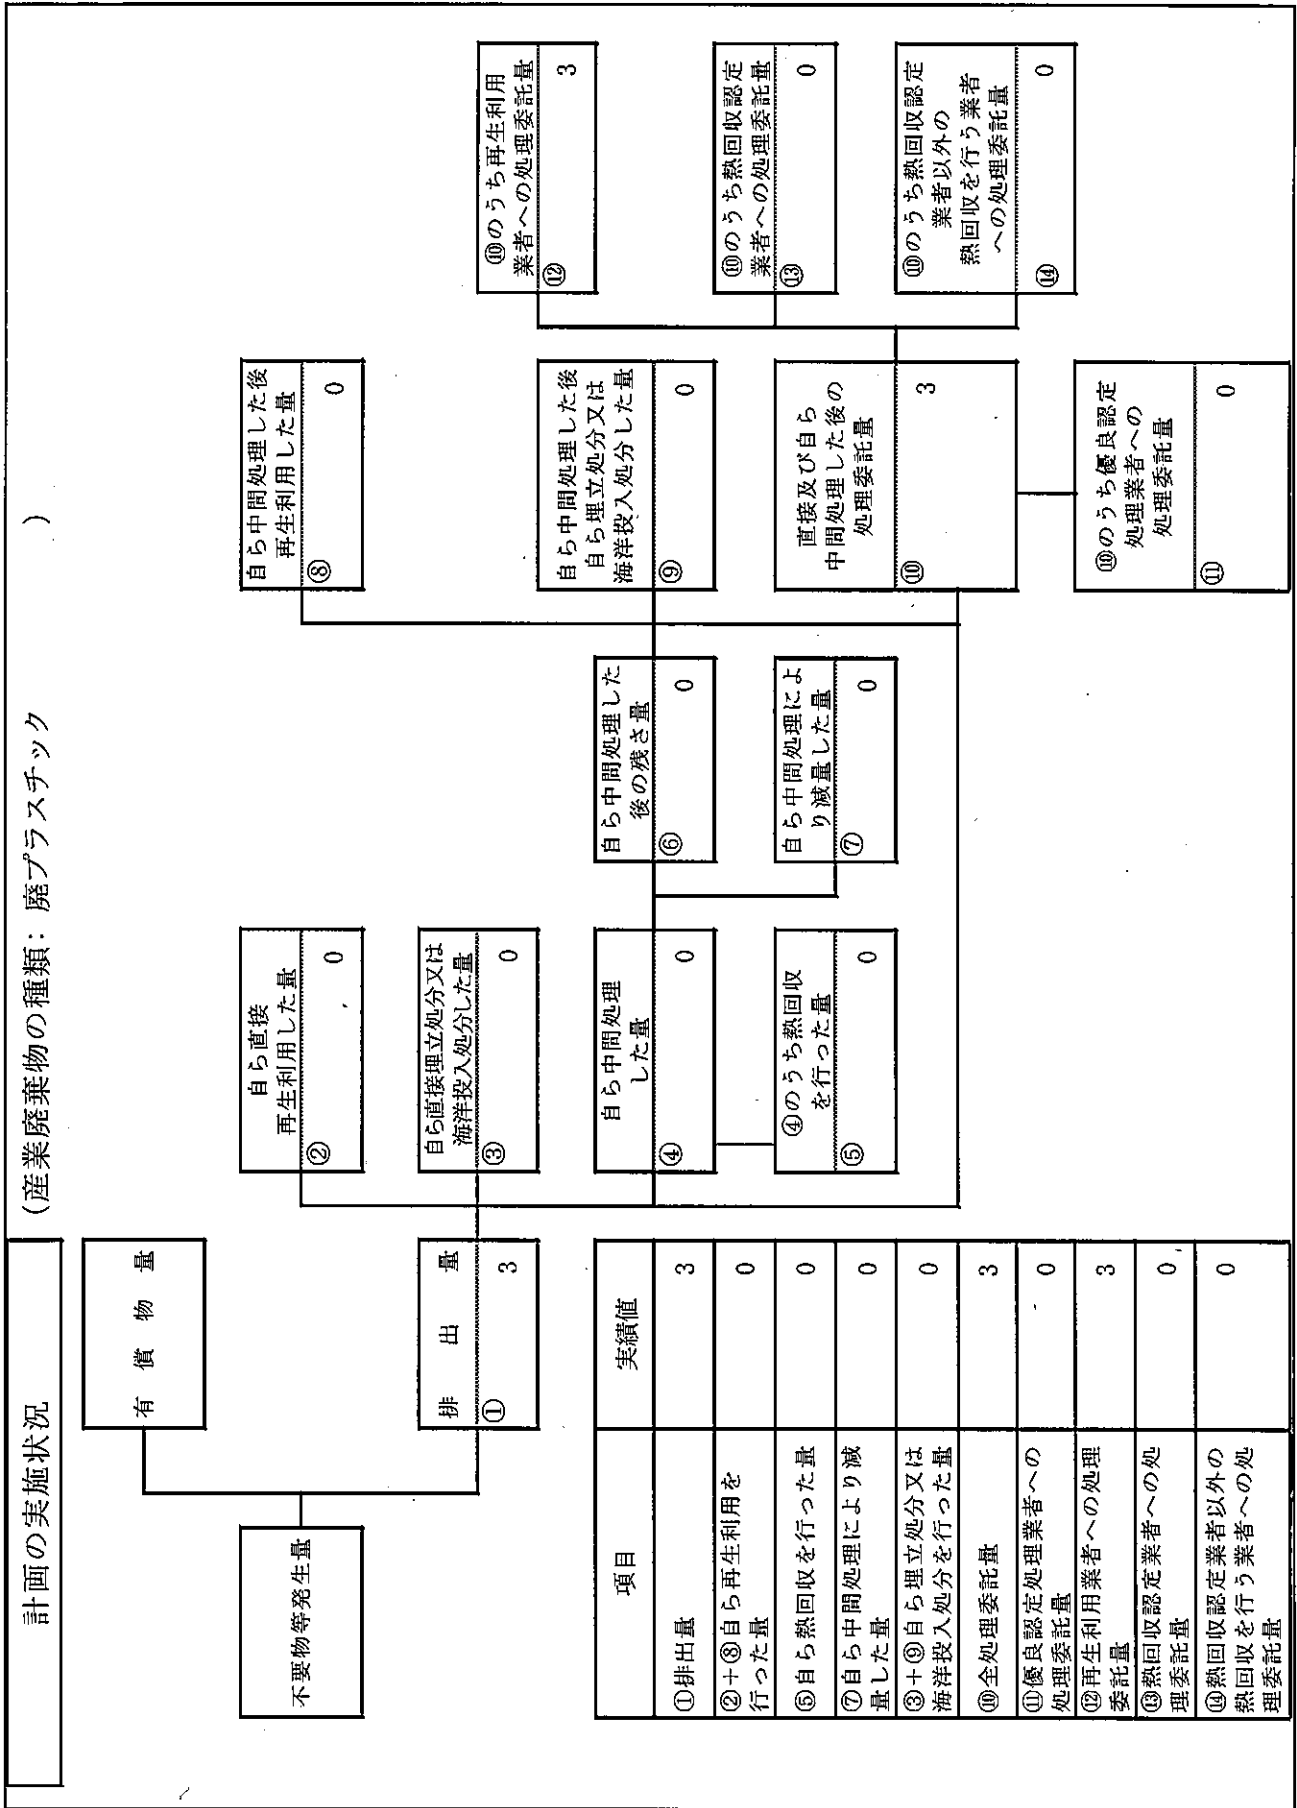 計画の実施状況
(産業廃棄物の種類: 廃プラスチック )
不要物等発生量
有償物量
排出量
① 3
自ら直接
再生利用した量
② 0
自ら直接埋立処分又は
海洋投入処分した量
③ 0
自ら中間処理
した量
④ 0
④のうち熱回収
を行った量
⑤ 0
自ら中間処理した
後の残さ量
⑥ 0
自ら中間処理によ
り減量した量
⑦ 0
自ら中間処理した後
再生利用した量
⑧ 0
自ら中間処理した後
自ら埋立処分又は
海洋投入処分した量
⑨ 0
直接及び自ら
中間処理した後の
処理委託量
⑩ 3
⑩のうち優良認定
処理業者への
処理委託量
⑪ 0
⑩のうち再生利用
業者への処理委託量
⑫ 3
⑩のうち熱回収認定
業者への処理委託量
⑬ 0
⑩のうち熱回収認定
業者以外の
熱回収を行う業者
への処理委託量
⑭ 0
項目 実績値
①排出量 3
②+⑧自ら再生利用を
行った量 0
⑤自ら熱回収を行った量 0
⑦自ら中間処理により減
量した量 0
③+⑨自ら埋立処分又は
海洋投入処分を行った量 0
⑩全処理委託量 3
⑪優良認定処理業者への
処理委託量 0
⑫再生利用業者への処理
委託量 3
⑬熱回収認定業者への処
理委託量 0
⑭熱回収認定業者以外の
熱回収を行う業者への処
理委託量 0